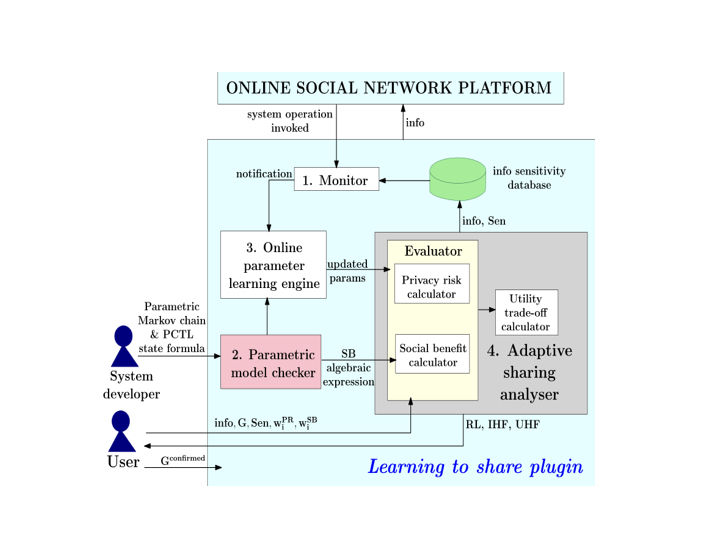 ONLINE SOCIAL NETWORK PLATFORM
system operation
invoked
info
notification
1. Monitor
info sensitivity
database
info, Sen
3. Online
parameter
learning engine
updated
params
Evaluator
Privacy risk
calculator
Utility
trade-off
calculator
Parametric
Markov chain
& PCTL
state formula
2. Parametric
model checker
SB
algebraic
expression
Social benefit
calculator
4. Adaptive
sharing
analyser
System
developer
info, G, Sen, w_i^PR, w_i^SB
RL, IHF, UHF
User
G^confirmed
Learning to share plugin